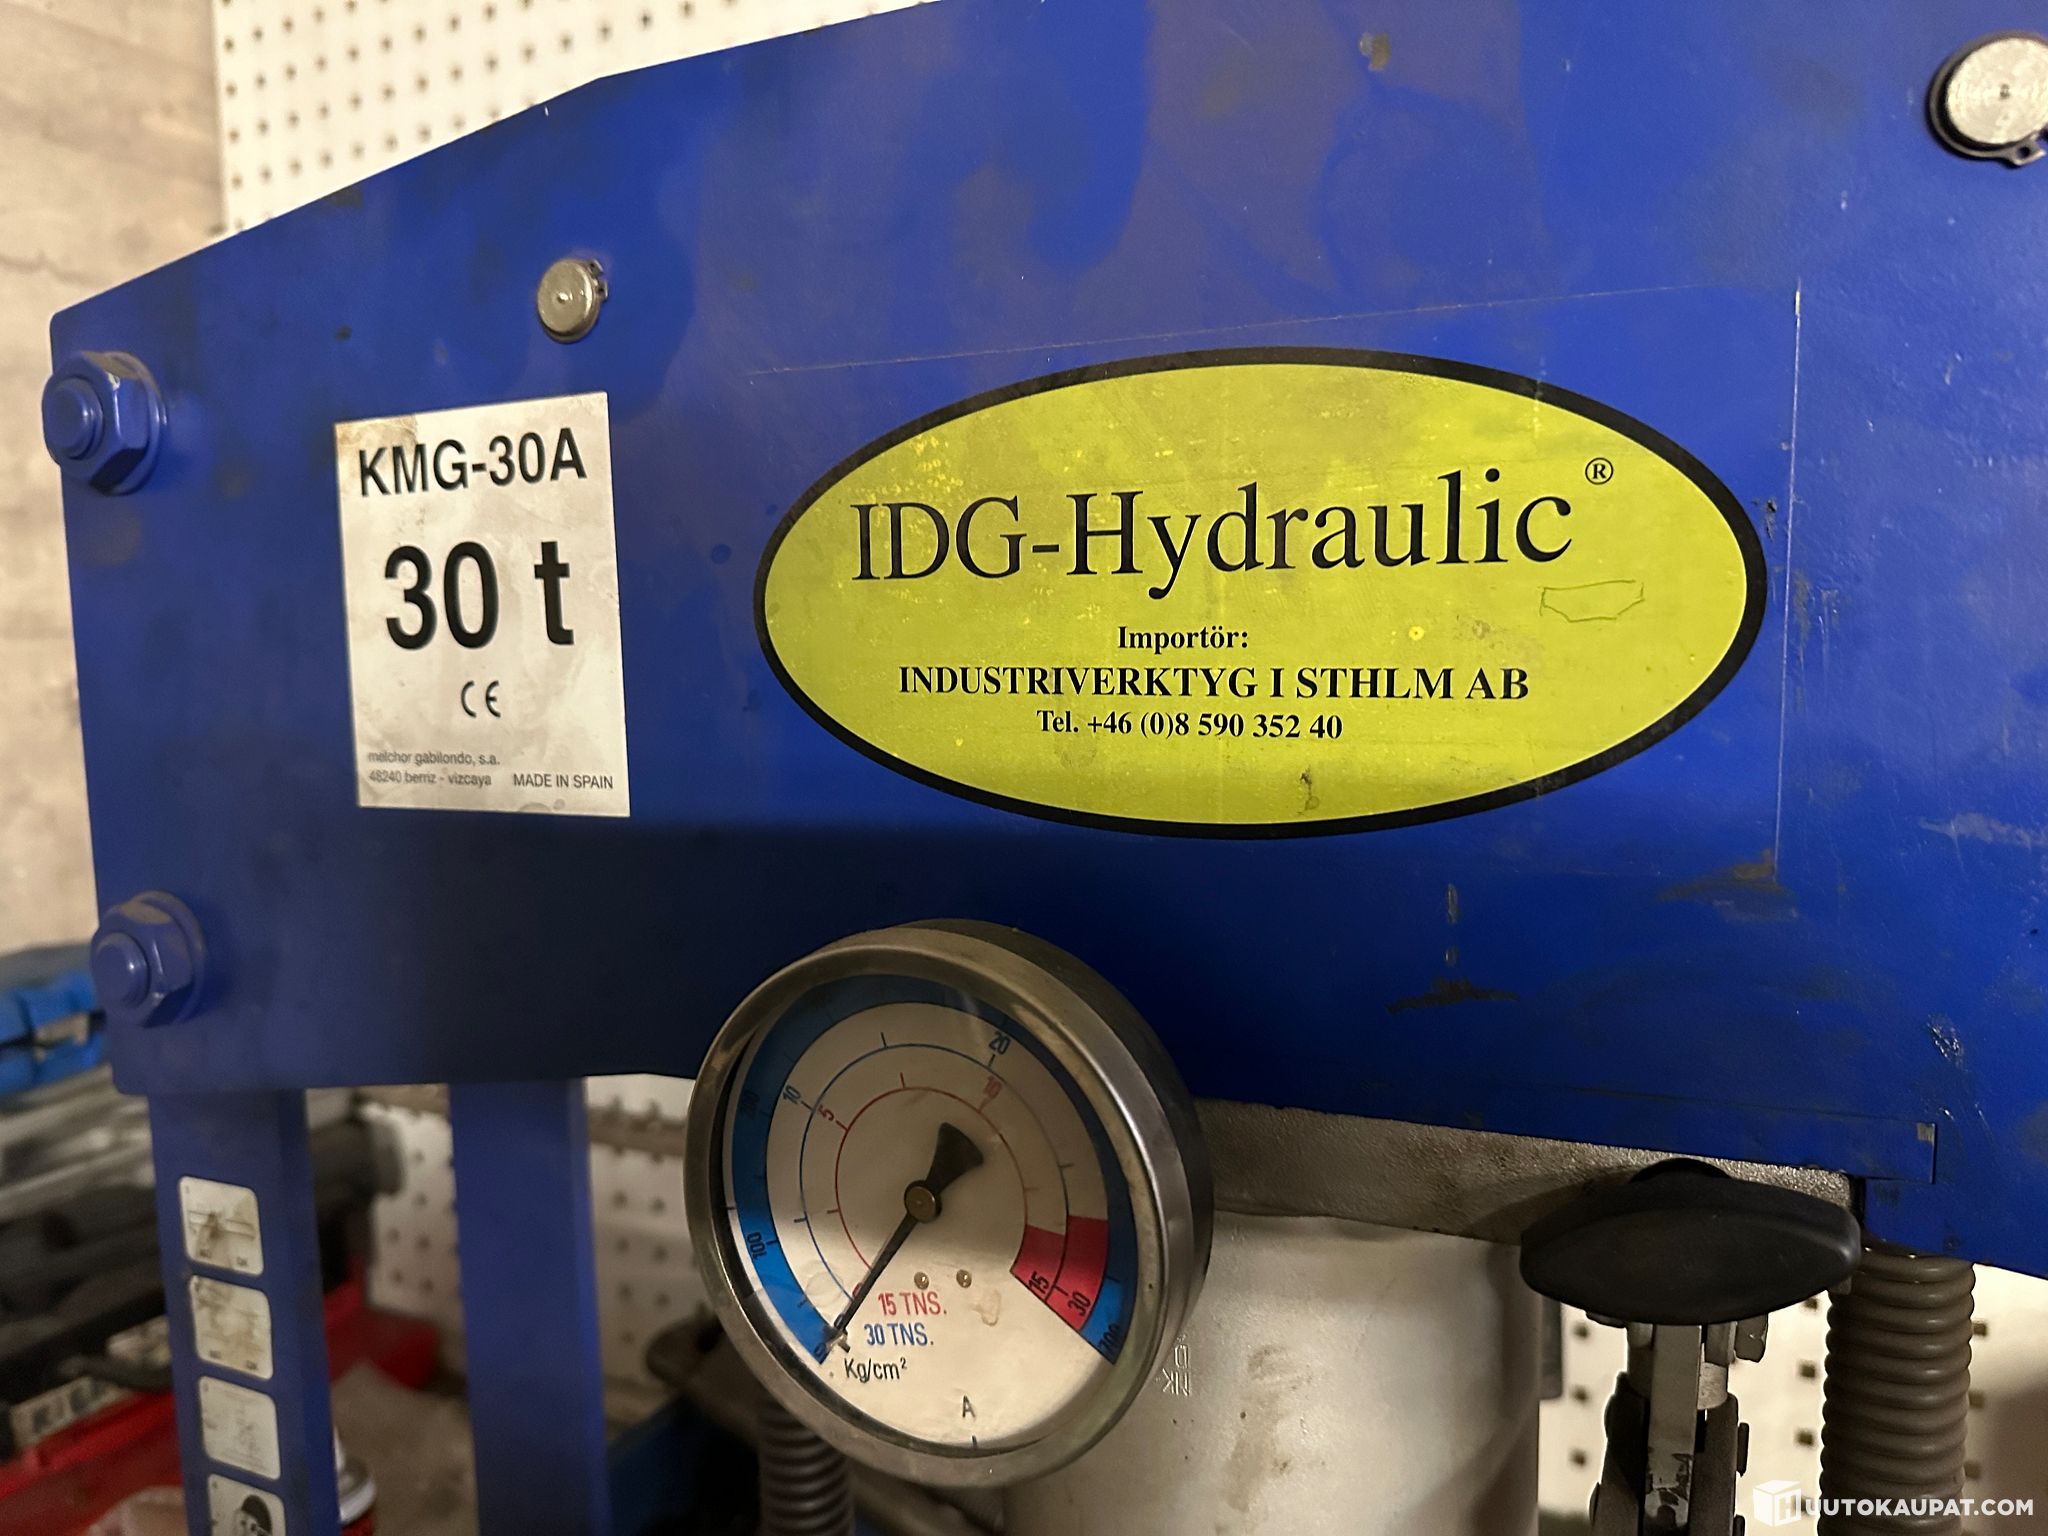 KMG-30A
30 t
CE
melchor gabilondo, s.a.
48240 berriz - vizcaya MADE IN SPAIN
IDG-Hydraulic®
Importör:
INDUSTRIVERKTYG I STHLM AB
Tel. +46 (0)8 590 352 40
20
10
10
5
100
15
30
700
15 TNS.
30 TNS.
Kg/cm²
A
HUUTOKAUPAT.COM